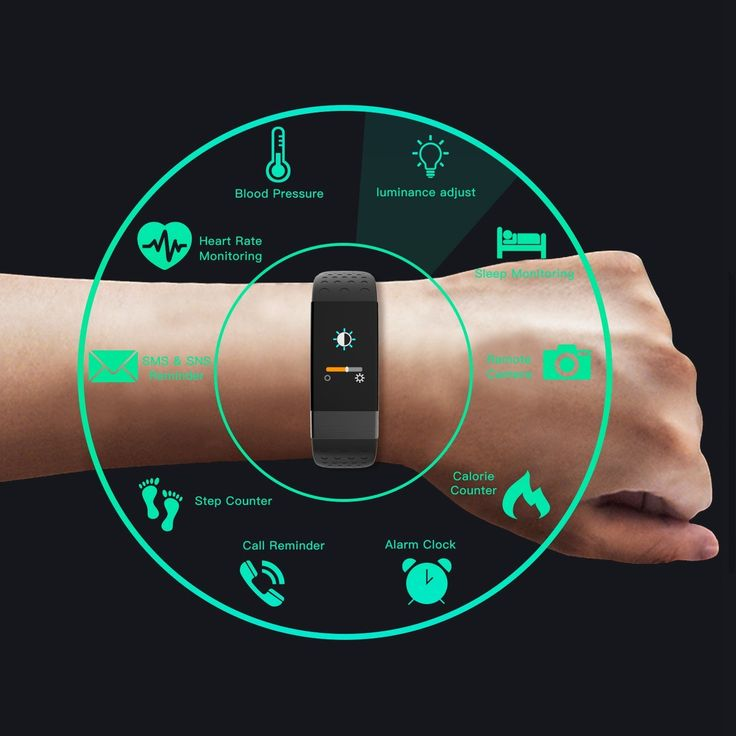 Blood Pressure
luminance adjust
Heart Rate
Monitoring
Sleep Monitoring
SMS & SNS
Reminder
Remote
Camera
Step Counter
Calorie
Counter
Call Reminder
Alarm Clock